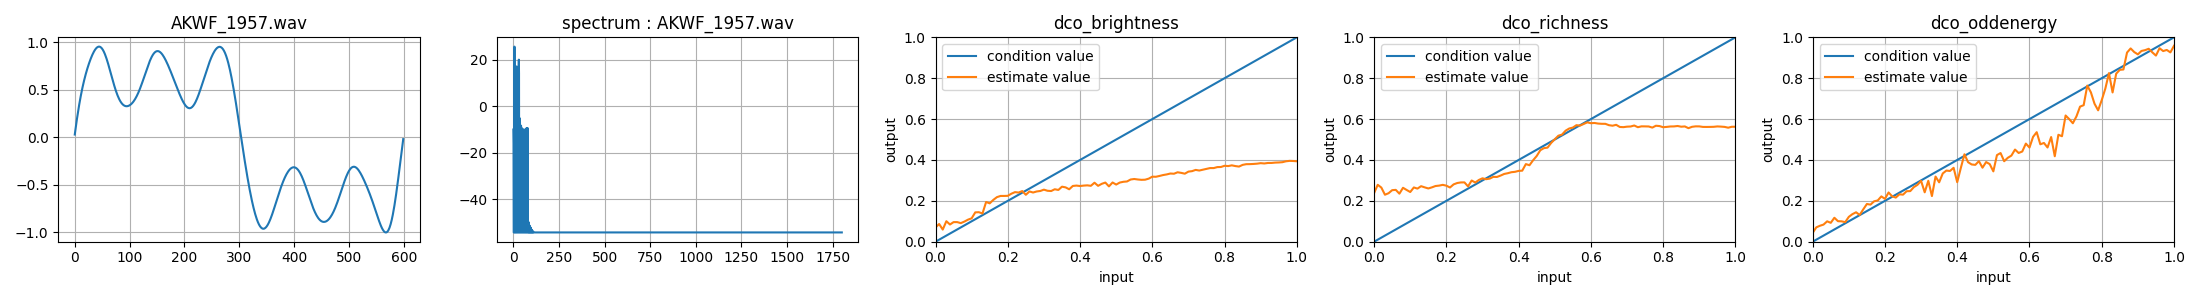 AKWF_1957.wav
1.0
0.5
0.0
−0.5
−1.0
0 100 200 300 400 500 600
spectrum : AKWF_1957.wav
20
0
−20
−40
0 250 500 750 1000 1250 1500 1750
dco_brightness
condition value
estimate value
output
1.0
0.8
0.6
0.4
0.2
0.0
0.0 0.2 0.4 0.6 0.8 1.0
input
dco_richness
condition value
estimate value
output
1.0
0.8
0.6
0.4
0.2
0.0
0.0 0.2 0.4 0.6 0.8 1.0
input
dco_oddenergy
condition value
estimate value
output
1.0
0.8
0.6
0.4
0.2
0.0
0.0 0.2 0.4 0.6 0.8 1.0
input